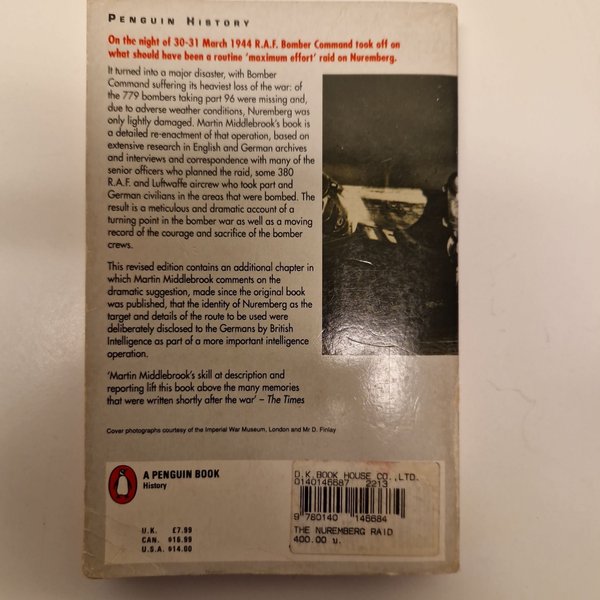 PENGUIN HISTORY
On the night of 30-31 March 1944 R.A.F. Bomber Command took off on
what should have been a routine 'maximum effort' raid on Nuremberg.
It turned into a major disaster, with Bomber
Command suffering its heaviest loss of the war: of
the 779 bombers taking part 96 were missing and,
due to adverse weather conditions, Nuremberg was
only lightly damaged. Martin Middlebrook's book is
a detailed re-enactment of that operation, based on
extensive research in English and German archives
and interviews and correspondence with many of the
senior officers who planned the raid, some 380
R.A.F. and Luftwaffe aircrew who took part and
German civilians in the areas that were bombed. The
result is a meticulous and dramatic account of a
turning point in the bomber war as well as a moving
record of the courage and sacrifice of the bomber
crews.
This revised edition contains an additional chapter in
which Martin Middlebrook comments on the
dramatic suggestion, made since the original book
was published, that the identity of Nuremberg as the
target and details of the route to be used were
deliberately disclosed to the Germans by British
Intelligence as part of a more important intelligence
operation.
'Martin Middlebrook's skill at description and
reporting lift this book above the many memories
that were written shortly after the war' – The Times
Cover photographs courtesy of the Imperial War Museum, London and Mr D. Finlay
A PENGUIN BOOK
History
U.K. £7.99
CAN. $16.99
U.S.A. $14.00
D.K.BOOK HOUSE CO.,LTD.
0140146687 2213
9 780140 146684
THE NUREMBERG RAID
400.00 บ.